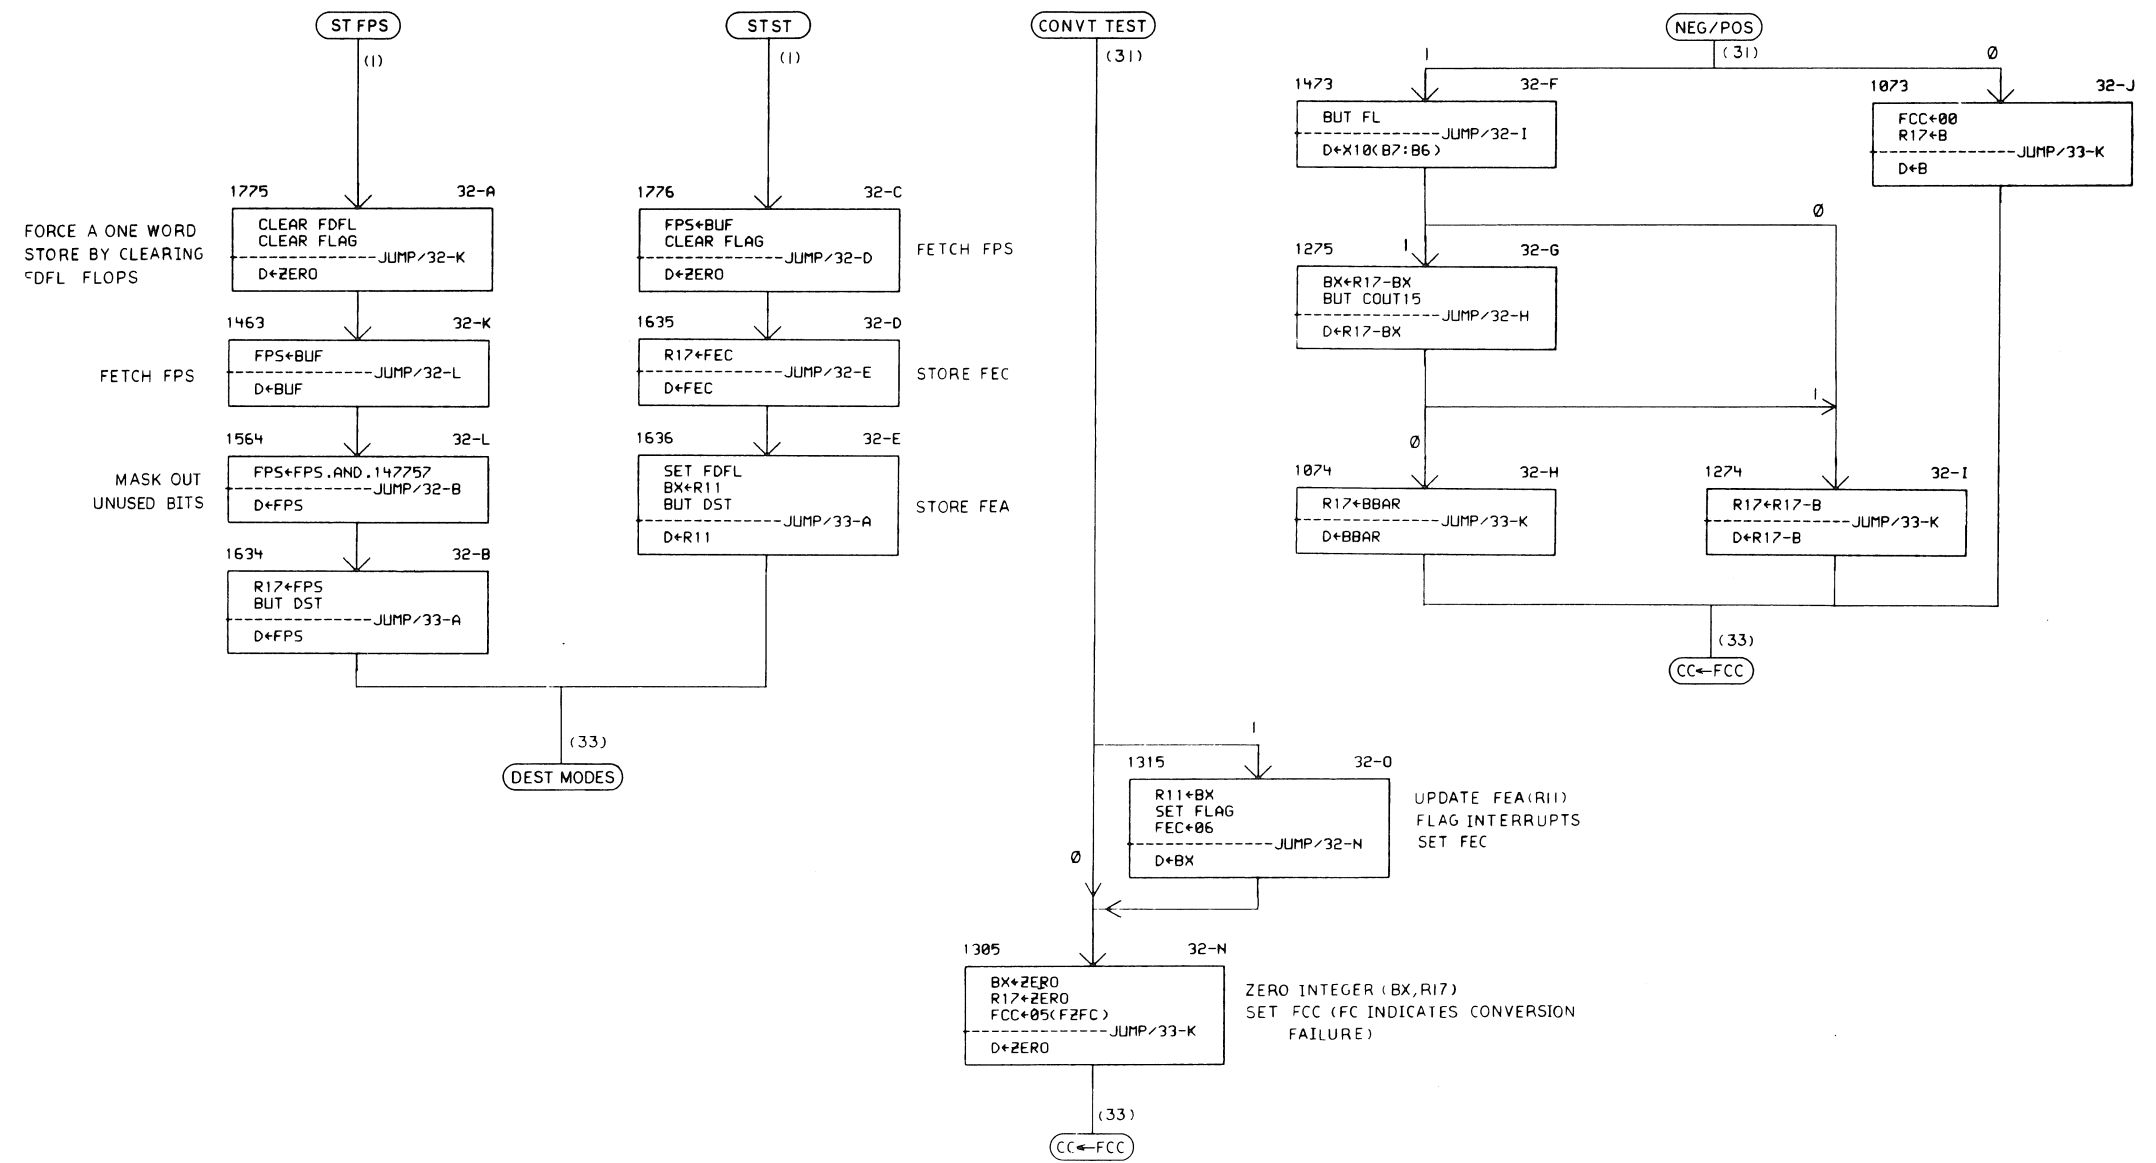 ST FPS
(1)
1775 32-A
FORCE A ONE WORD
STORE BY CLEARING
FDFL FLOPS
CLEAR FDFL
CLEAR FLAG
JUMP/32-K
D←ZERO
1463 32-K
FETCH FPS
FPS←BUF
JUMP/32-L
D←BUF
1564 32-L
MASK OUT
UNUSED BITS
FPS←FPS.AND.147757
JUMP/32-B
D←FPS
1634 32-B
R17←FPS
BUT DST
JUMP/33-A
D←FPS
STST
(1)
1776 32-C
FPS←BUF
CLEAR FLAG
JUMP/32-D
D←ZERO
FETCH FPS
1635 32-D
R17←FEC
JUMP/32-E
D←FEC
STORE FEC
1636 32-E
SET FDFL
BX←R11
BUT DST
JUMP/33-A
D←R11
STORE FEA
(33)
DEST MODES
CONVT TEST
(31)
1
1315 32-O
R11←BX
SET FLAG
FEC←06
JUMP/32-N
D←BX
UPDATE FEA(R11)
FLAG INTERRUPTS
SET FEC
Ø
1305 32-N
BX←ZERO
R17←ZERO
FCC←05(FZFC)
JUMP/33-K
D←ZERO
ZERO INTEGER (BX,R17)
SET FCC (FC INDICATES CONVERSION
FAILURE)
(33)
CC←FCC
NEG/POS
(31)
1
Ø
1473 32-F
BUT FL
JUMP/32-I
D←X10(B7:B6)
1073 32-J
FCC←00
R17←B
JUMP/33-K
D←B
Ø
1
1275 32-G
BX←R17-BX
BUT COUT15
JUMP/32-H
D←R17-BX
1
Ø
1074 32-H
R17←BBAR
JUMP/33-K
D←BBAR
1274 32-I
R17←R17-B
JUMP/33-K
D←R17-B
(33)
CC←FCC